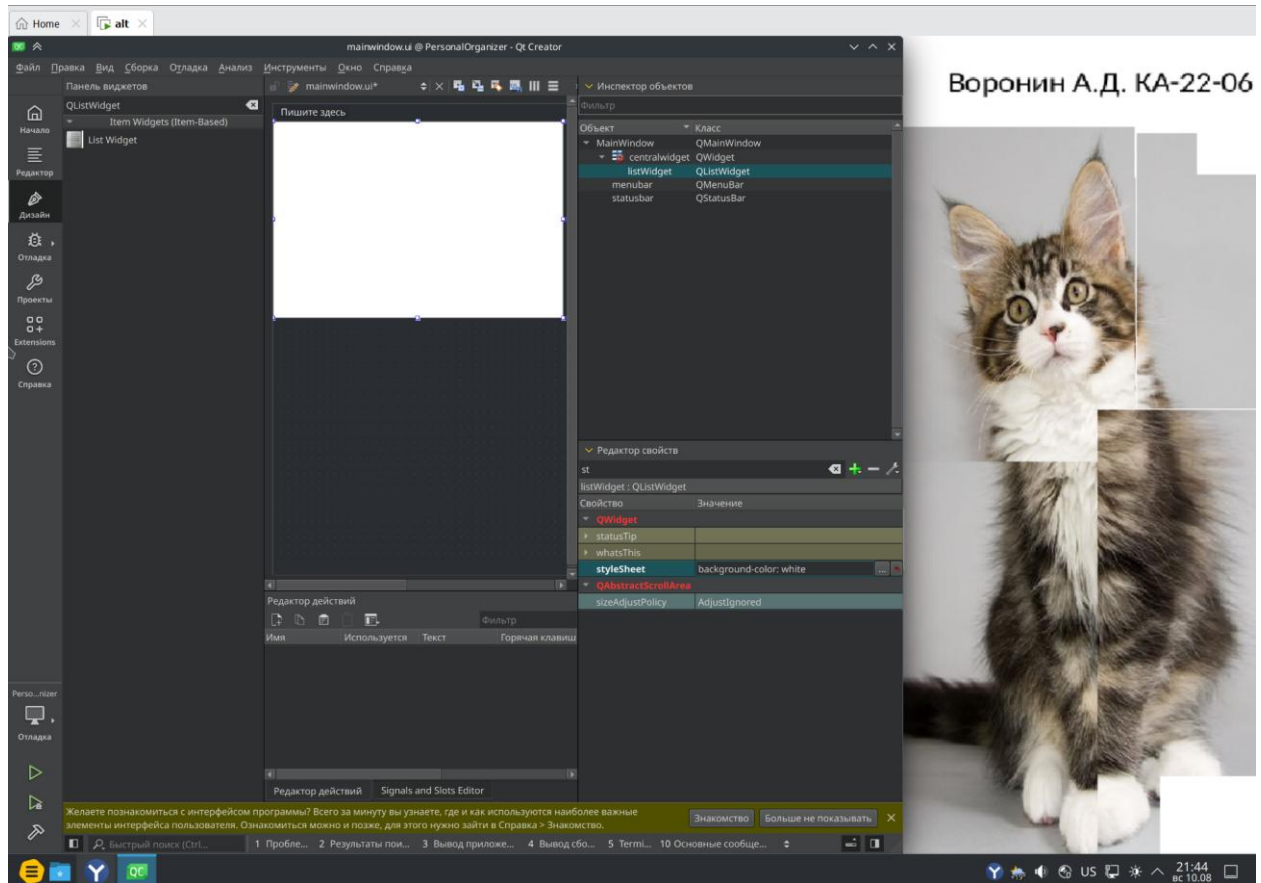 Home
alt
mainwindow.ui @ PersonalOrganizer - Qt Creator
Файл Правка Вид Сборка Отладка Анализ Инструменты Окно Справка
Панель виджетов
mainwindow.ui*
Инспектор объектов
Воронин А.Д. КА-22-06
QListWidget
Пишите здесь
Фильтр
Item Widgets (Item-Based)
List Widget
Объект Класс
MainWindow QMainWindow
centralwidget QWidget
listWidget QListWidget
menubar QMenuBar
statusbar QStatusBar
Начало
Редактор
Дизайн
Отладка
Проекты
Extensions
Справка
Редактор свойств
st
listWidget : QListWidget
Свойство Значение
QWidget
statusTip
whatsThis
styleSheet background-color: white ...
QAbstractScrollArea
sizeAdjustPolicy AdjustIgnored
Редактор действий
Фильтр
Имя Используется Текст Горячая клавиш
Perso...nizer
Отладка
Редактор действий Signals and Slots Editor
Желаете познакомиться с интерфейсом программы? Всего за минуту вы узнаете, где и как используются наиболее важные
элементы интерфейса пользователя. Ознакомиться можно и позже, для этого нужно зайти в Справка > Знакомство.
Знакомство Больше не показывать
Быстрый поиск (Ctrl... 1 Пробле... 2 Результаты пои... 3 Вывод приложе... 4 Вывод сбо... 5 Termi... 10 Основные сообще...
QC
US
21:44
вс 10.08